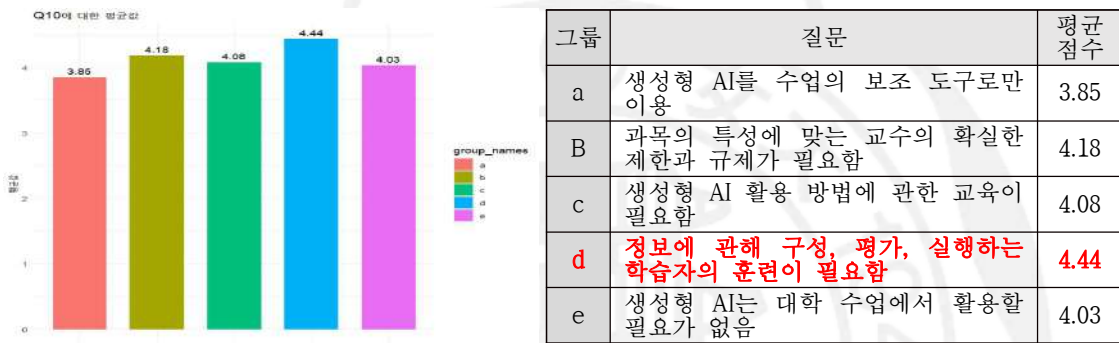 Q10에 대한 평균값
4.44
4.18
4.08
4.03
3.85
4
3
2
1
0
평균값
group_names
a
b
c
d
e
그룹 질문 평균
점수
a 생성형 AI를 수업의 보조 도구로만
이용 3.85
B 과목의 특성에 맞는 교수의 확실한
제한과 규제가 필요함 4.18
c 생성형 AI 활용 방법에 관한 교육이
필요함 4.08
d 정보에 관해 구성, 평가, 실행하는
학습자의 훈련이 필요함 4.44
e 생성형 AI는 대학 수업에서 활용할
필요가 없음 4.03